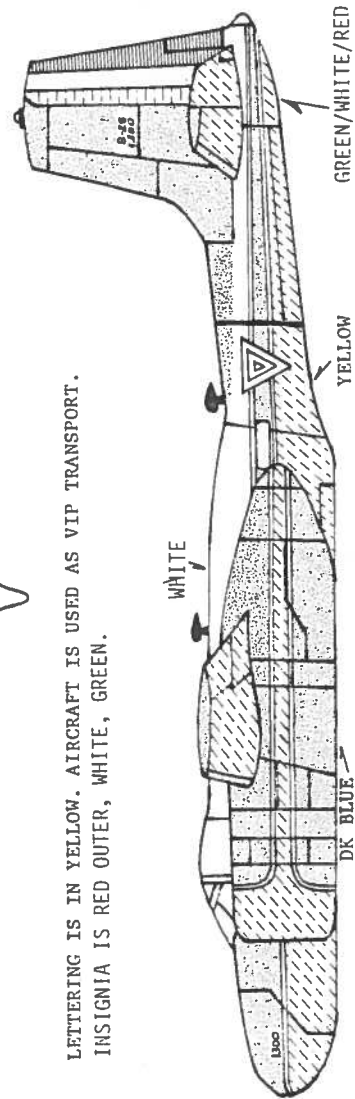 LETTERING IS IN YELLOW. AIRCRAFT IS USED AS VIP TRANSPORT.
INSIGNIA IS RED OUTER, WHITE, GREEN.
WHITE
1300
DK BLUE
YELLOW
GREEN/WHITE/RED